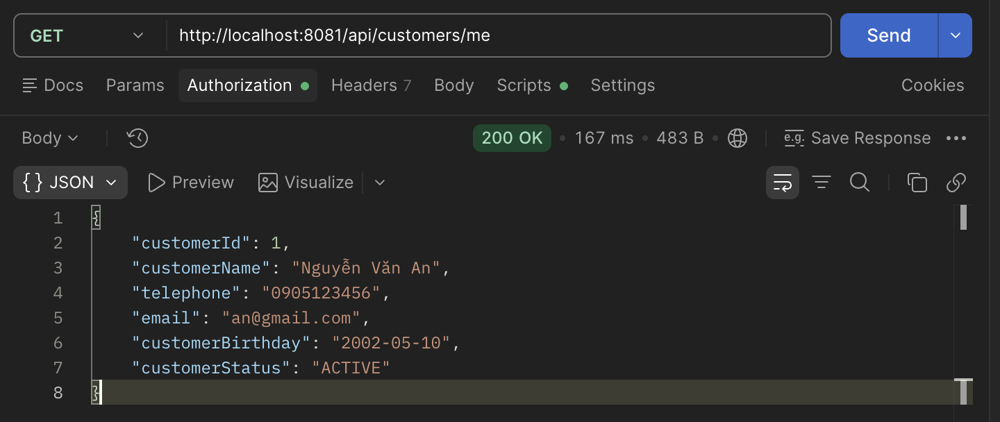 GET http://localhost:8081/api/customers/me Send
Docs Params Authorization Headers 7 Body Scripts Settings Cookies
Body 200 OK • 167 ms • 483 B • e.g. Save Response
{} JSON Preview Visualize
1 {
2 "customerId": 1,
3 "customerName": "Nguyễn Văn An",
4 "telephone": "0905123456",
5 "email": "an@gmail.com",
6 "customerBirthday": "2002-05-10",
7 "customerStatus": "ACTIVE"
8 }